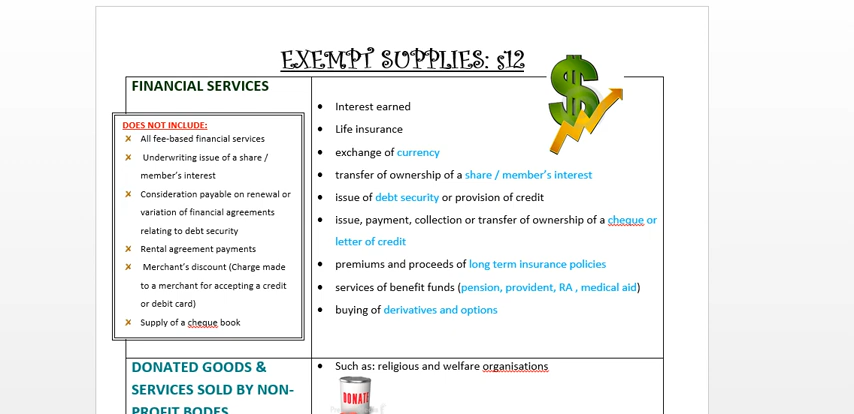 EXEMPT SUPPLIES: s12
FINANCIAL SERVICES
DOES NOT INCLUDE:
All fee-based financial services
Underwriting issue of a share /
member's interest
Consideration payable on renewal or
variation of financial agreements
relating to debt security
Rental agreement payments
Merchant's discount (Charge made
to a merchant for accepting a credit
or debit card)
Supply of a cheque book
• Interest earned
• Life insurance
• exchange of currency
• transfer of ownership of a share / member's interest
• issue of debt security or provision of credit
• issue, payment, collection or transfer of ownership of a cheque or
letter of credit
• premiums and proceeds of long term insurance policies
• services of benefit funds (pension, provident, RA , medical aid)
• buying of derivatives and options
DONATED GOODS &
SERVICES SOLD BY NON-
PROFIT BODES
• Such as: religious and welfare organisations
DONATE